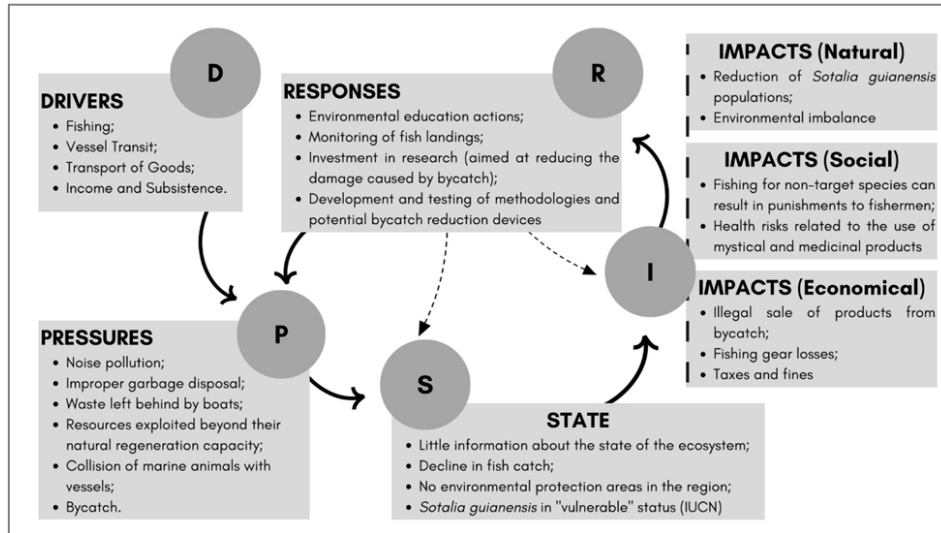 D
DRIVERS
• Fishing;
• Vessel Transit;
• Transport of Goods;
• Income and Subsistence.
R
RESPONSES
• Environmental education actions;
• Monitoring of fish landings;
• Investment in research (aimed at reducing the
damage caused by bycatch);
• Development and testing of methodologies and
potential bycatch reduction devices
IMPACTS (Natural)
• Reduction of Sotalia guianensis
populations;
• Environmental imbalance
IMPACTS (Social)
• Fishing for non-target species can
result in punishments to fishermen;
• Health risks related to the use of
mystical and medicinal products
I
IMPACTS (Economical)
• Illegal sale of products from
bycatch;
• Fishing gear losses;
• Taxes and fines
P
PRESSURES
• Noise pollution;
• Improper garbage disposal;
• Waste left behind by boats;
• Resources exploited beyond their
natural regeneration capacity;
• Collision of marine animals with
vessels;
• Bycatch.
S
STATE
• Little information about the state of the ecosystem;
• Decline in fish catch;
• No environmental protection areas in the region;
• Sotalia guianensis in "vulnerable" status (IUCN)